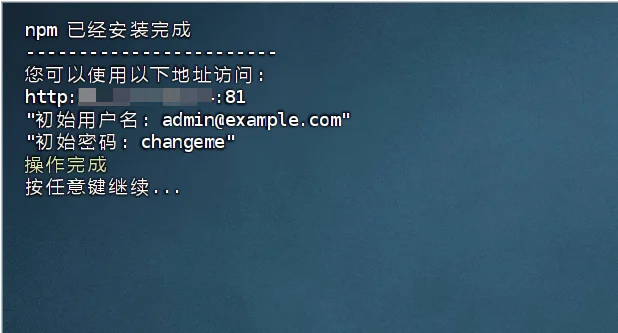 npm 已经安装完成
------------------------
您可以使用以下地址访问:
http: :81
"初始用户名: admin@example.com"
"初始密码: changeme"
操作完成
按任意键继续...